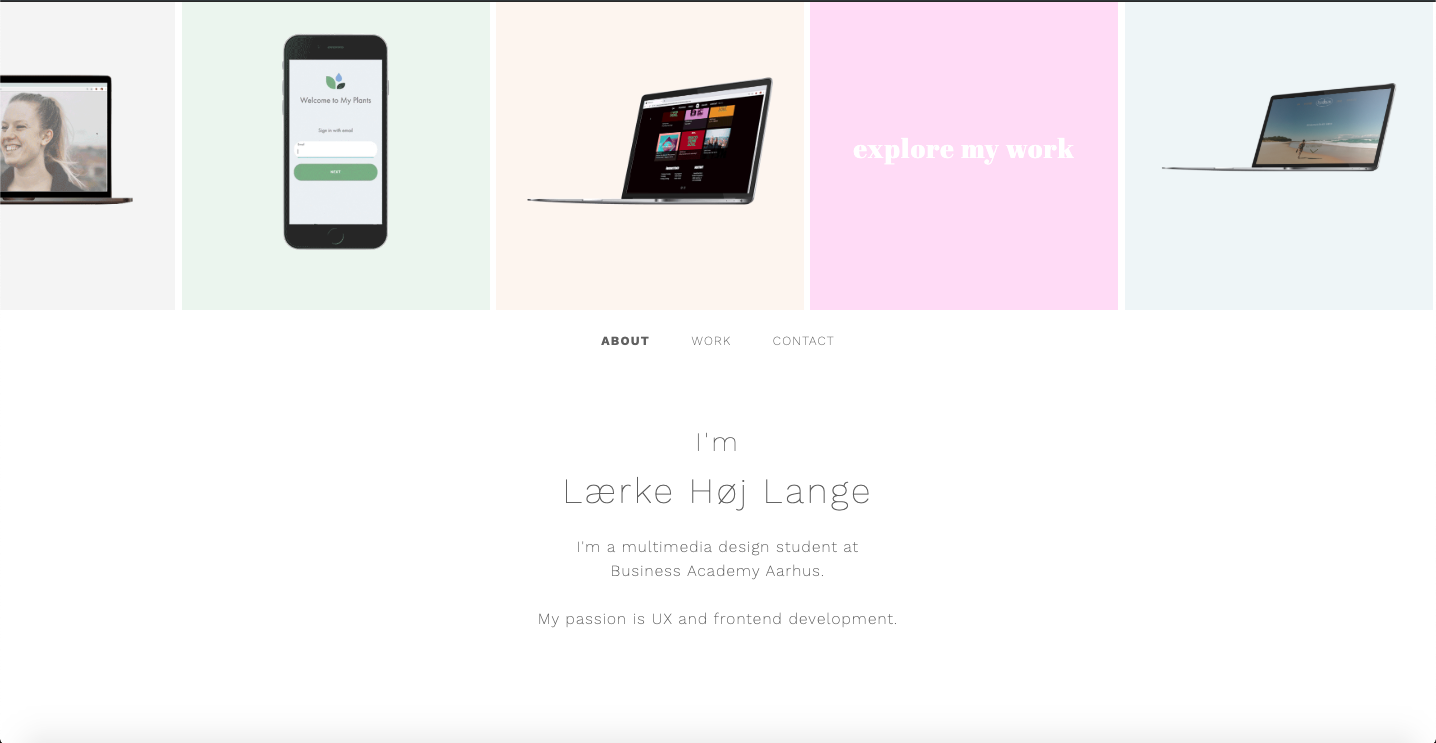 Welcome to My Plants
Sign in with email
Email
NEXT
explore my work
ABOUT
WORK
CONTACT
I'm
Lærke Høj Lange
I'm a multimedia design student at
Business Academy Aarhus.
My passion is UX and frontend development.